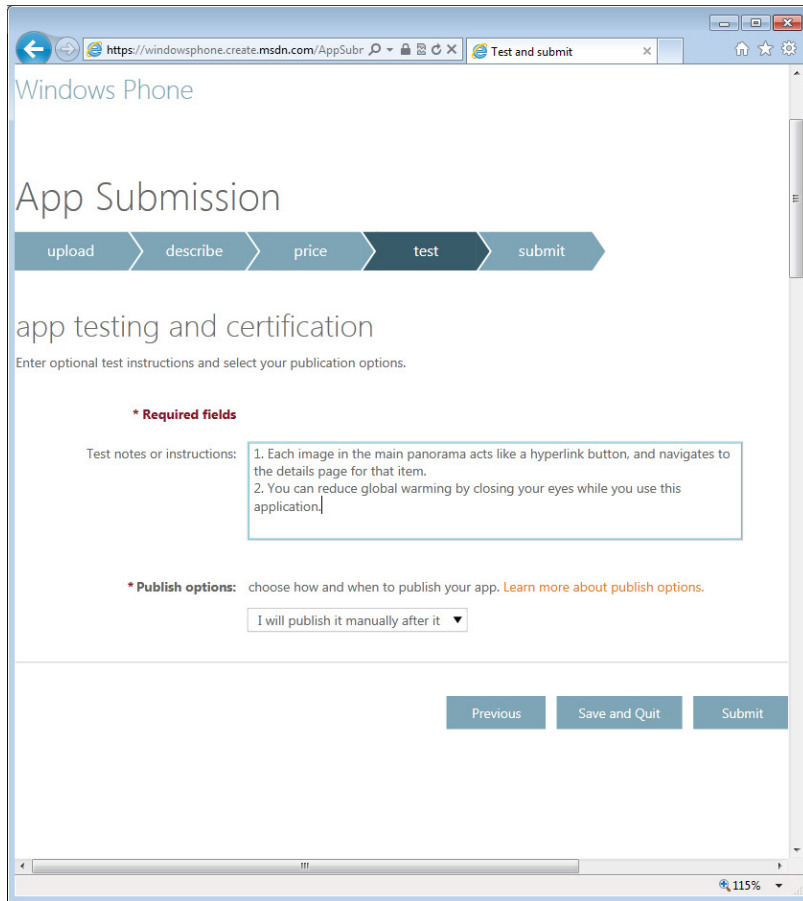 https://windowsphone.create.msdn.com/AppSubr
Test and submit
Windows Phone
App Submission
upload
describe
price
test
submit
app testing and certification
Enter optional test instructions and select your publication options.
* Required fields
Test notes or instructions:
1. Each image in the main panorama acts like a hyperlink button, and navigates to
the details page for that item.
2. You can reduce global warming by closing your eyes while you use this
application.
* Publish options:
choose how and when to publish your app. Learn more about publish options.
I will publish it manually after it
Previous
Save and Quit
Submit
115%